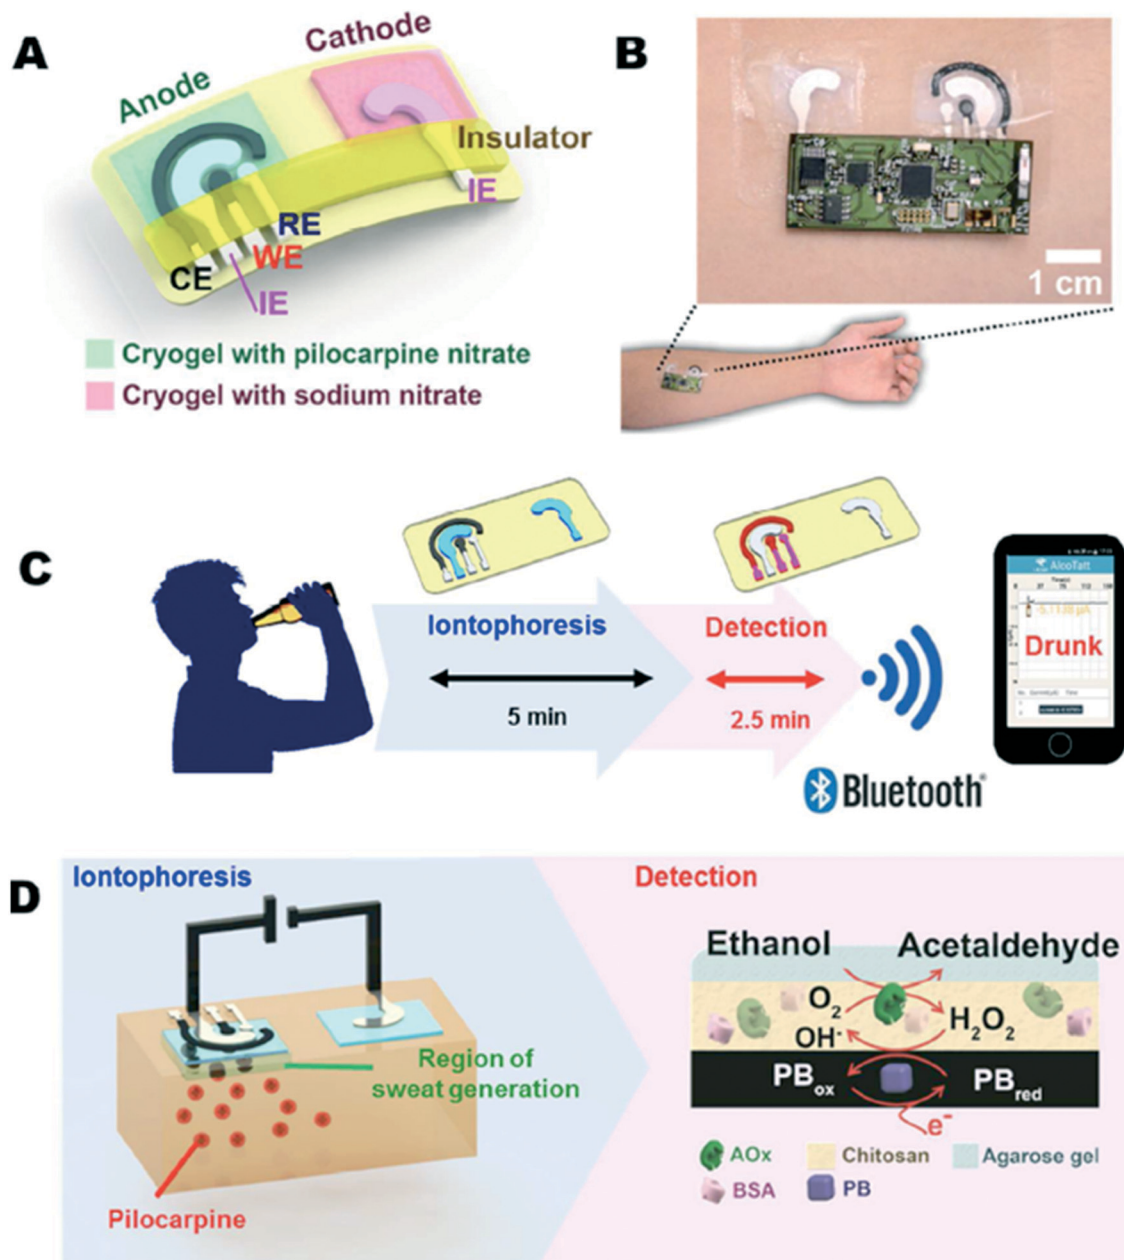 A
Cathode
Anode
Insulator
IE
RE
WE
CE
IE
Cryogel with pilocarpine nitrate
Cryogel with sodium nitrate
B
1 cm
C
Iontophoresis
5 min
Detection
2.5 min
Bluetooth
AlcoTatt
Drunk
D
Iontophoresis
Region of
sweat generation
Pilocarpine
Detection
Ethanol
Acetaldehyde
O2
H2O2
OH-
PBox
PBred
e-
AOx
Chitosan
Agarose gel
BSA
PB